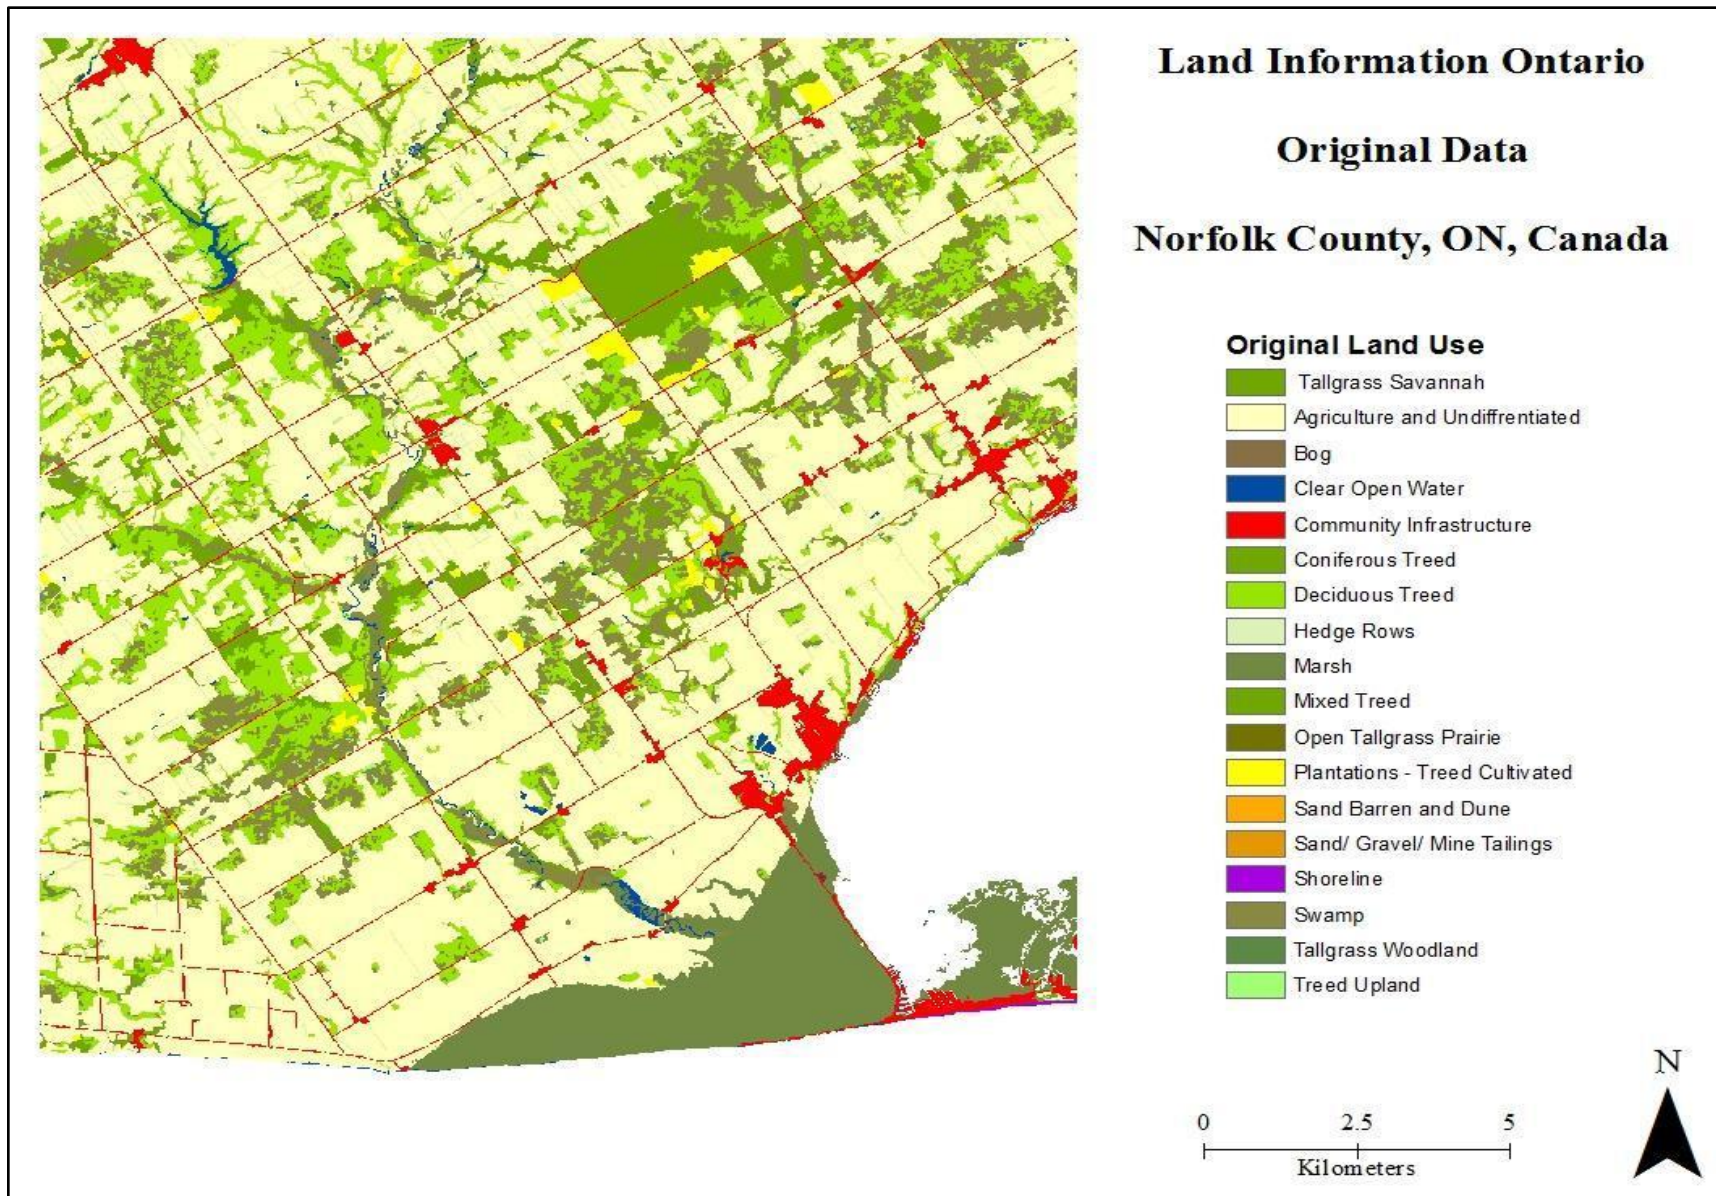 Land Information Ontario
Original Data
Norfolk County, ON, Canada
Original Land Use
Tallgrass Savannah
Agriculture and Undiffrentiated
Bog
Clear Open Water
Community Infrastructure
Coniferous Treed
Deciduous Treed
Hedge Rows
Marsh
Mixed Treed
Open Tallgrass Prairie
Plantations - Treed Cultivated
Sand Barren and Dune
Sand/ Gravel/ Mine Tailings
Shoreline
Swamp
Tallgrass Woodland
Treed Upland
N
0 2.5 5
Kilometers